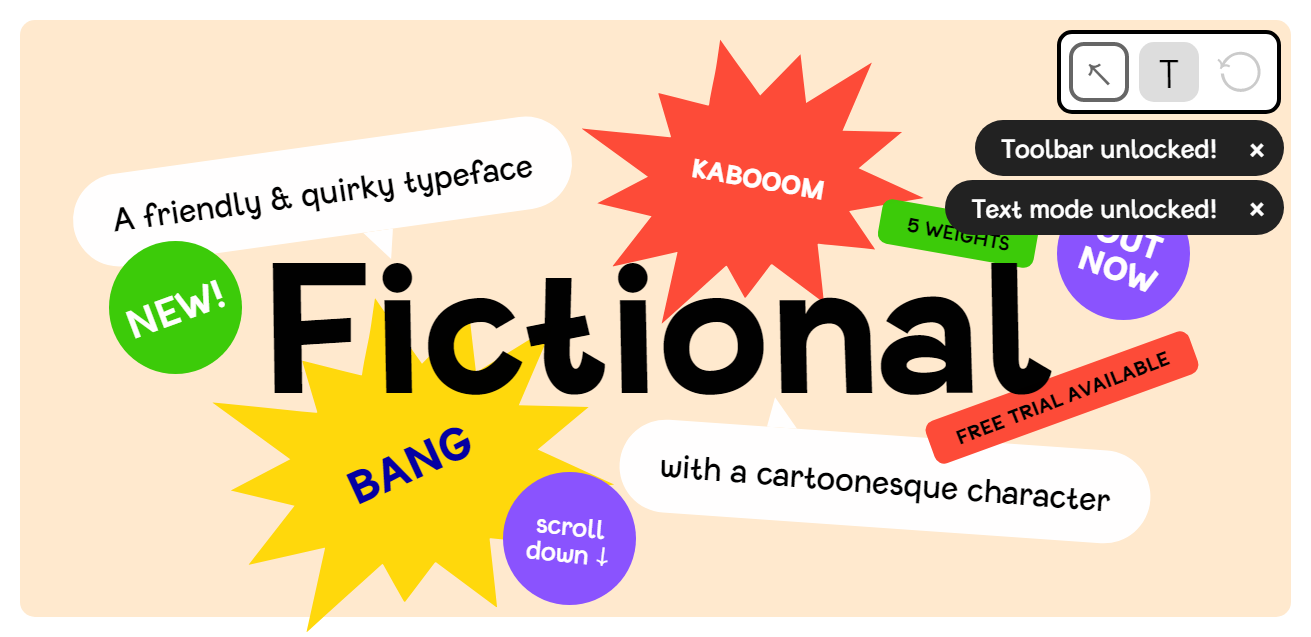 T
Toolbar unlocked! ×
Text mode unlocked! ×
KABOOOM
A friendly & quirky typeface
5 WEIGHTS
OUT
NOW
NEW!
Fictional
FREE TRIAL AVAILABLE
BANG
with a cartoonesque character
scroll
down ↓